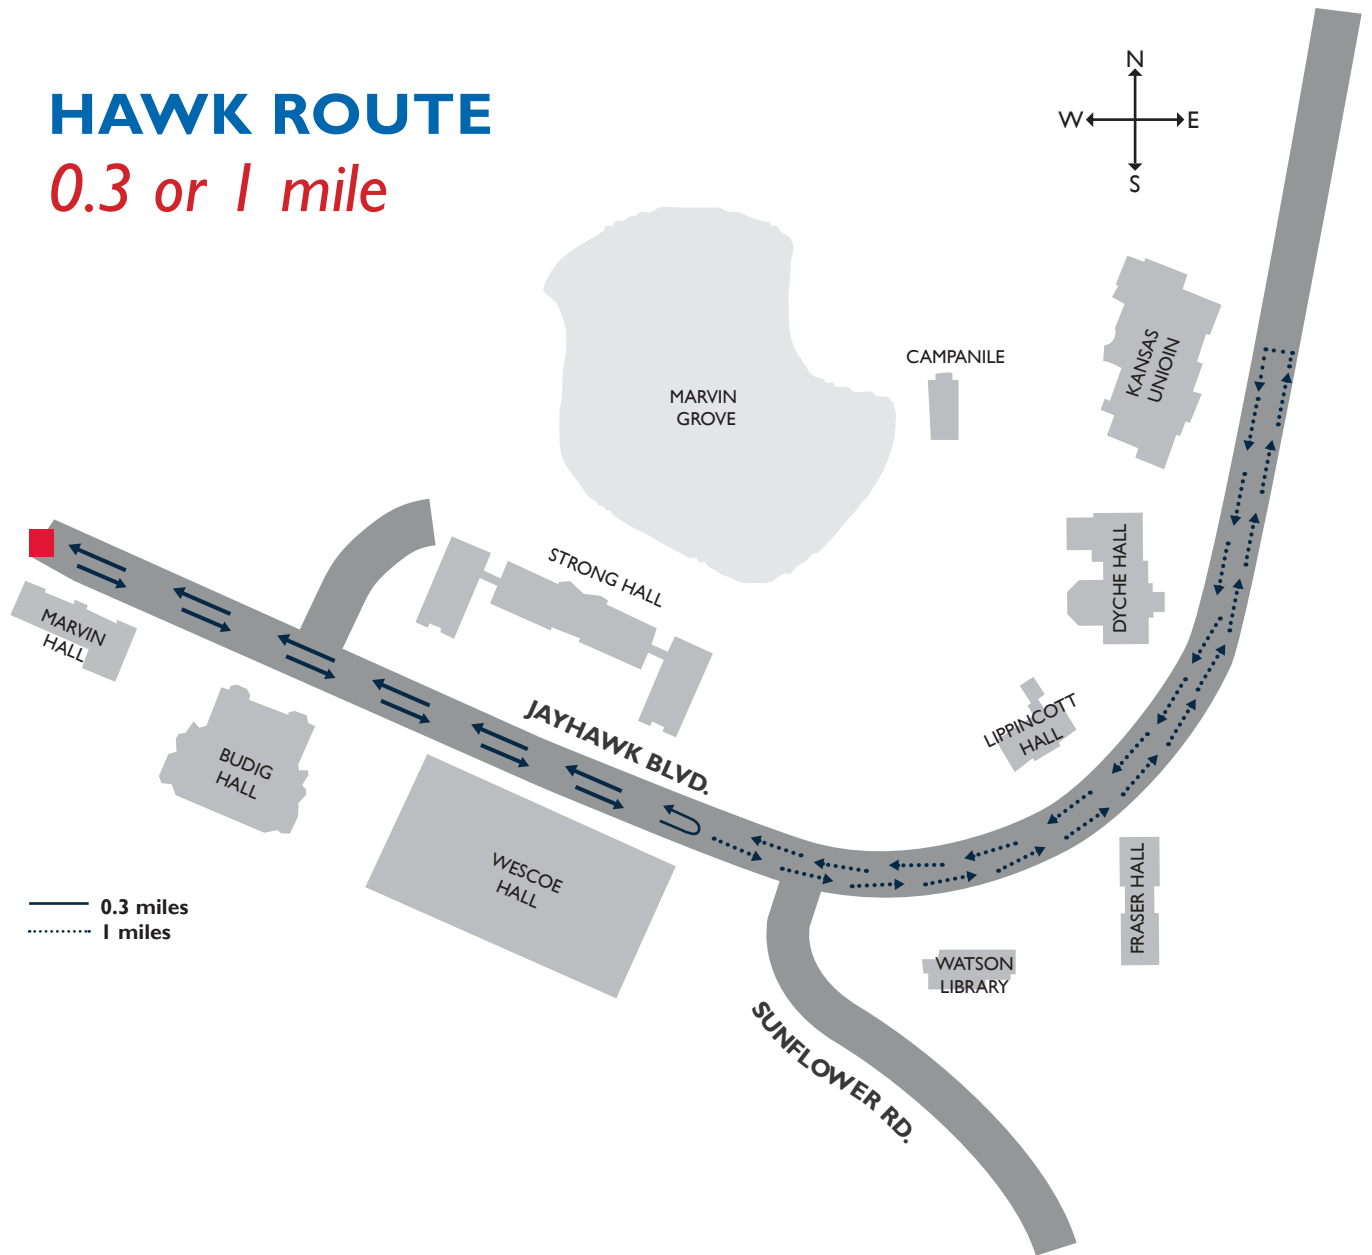 HAWK ROUTE
0.3 or 1 mile
N
W E
S
CAMPANILE
KANSAS
UNIOIN
MARVIN
GROVE
DYCHE HALL
STRONG HALL
MARVIN
HALL
LIPPINCOTT
HALL
JAYHAWK BLVD.
BUDIG
HALL
WESCOE
HALL
FRASER HALL
0.3 miles
1 miles
WATSON
LIBRARY
SUNFLOWER RD.